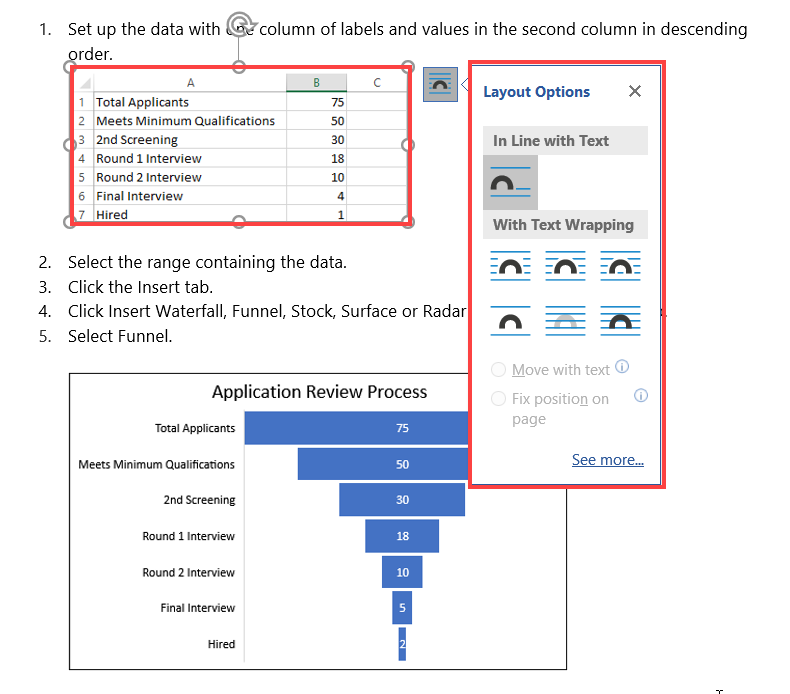 1. Set up the data with one column of labels and values in the second column in descending
order.
A B C
1 Total Applicants 75
2 Meets Minimum Qualifications 50
3 2nd Screening 30
4 Round 1 Interview 18
5 Round 2 Interview 10
6 Final Interview 4
7 Hired 1
Layout Options
In Line with Text
With Text Wrapping
Move with text
Fix position on
page
See more...
2. Select the range containing the data.
3. Click the Insert tab.
4. Click Insert Waterfall, Funnel, Stock, Surface or Radar
5. Select Funnel.
Application Review Process
Total Applicants 75
Meets Minimum Qualifications 50
2nd Screening 30
Round 1 Interview 18
Round 2 Interview 10
Final Interview 5
Hired 2